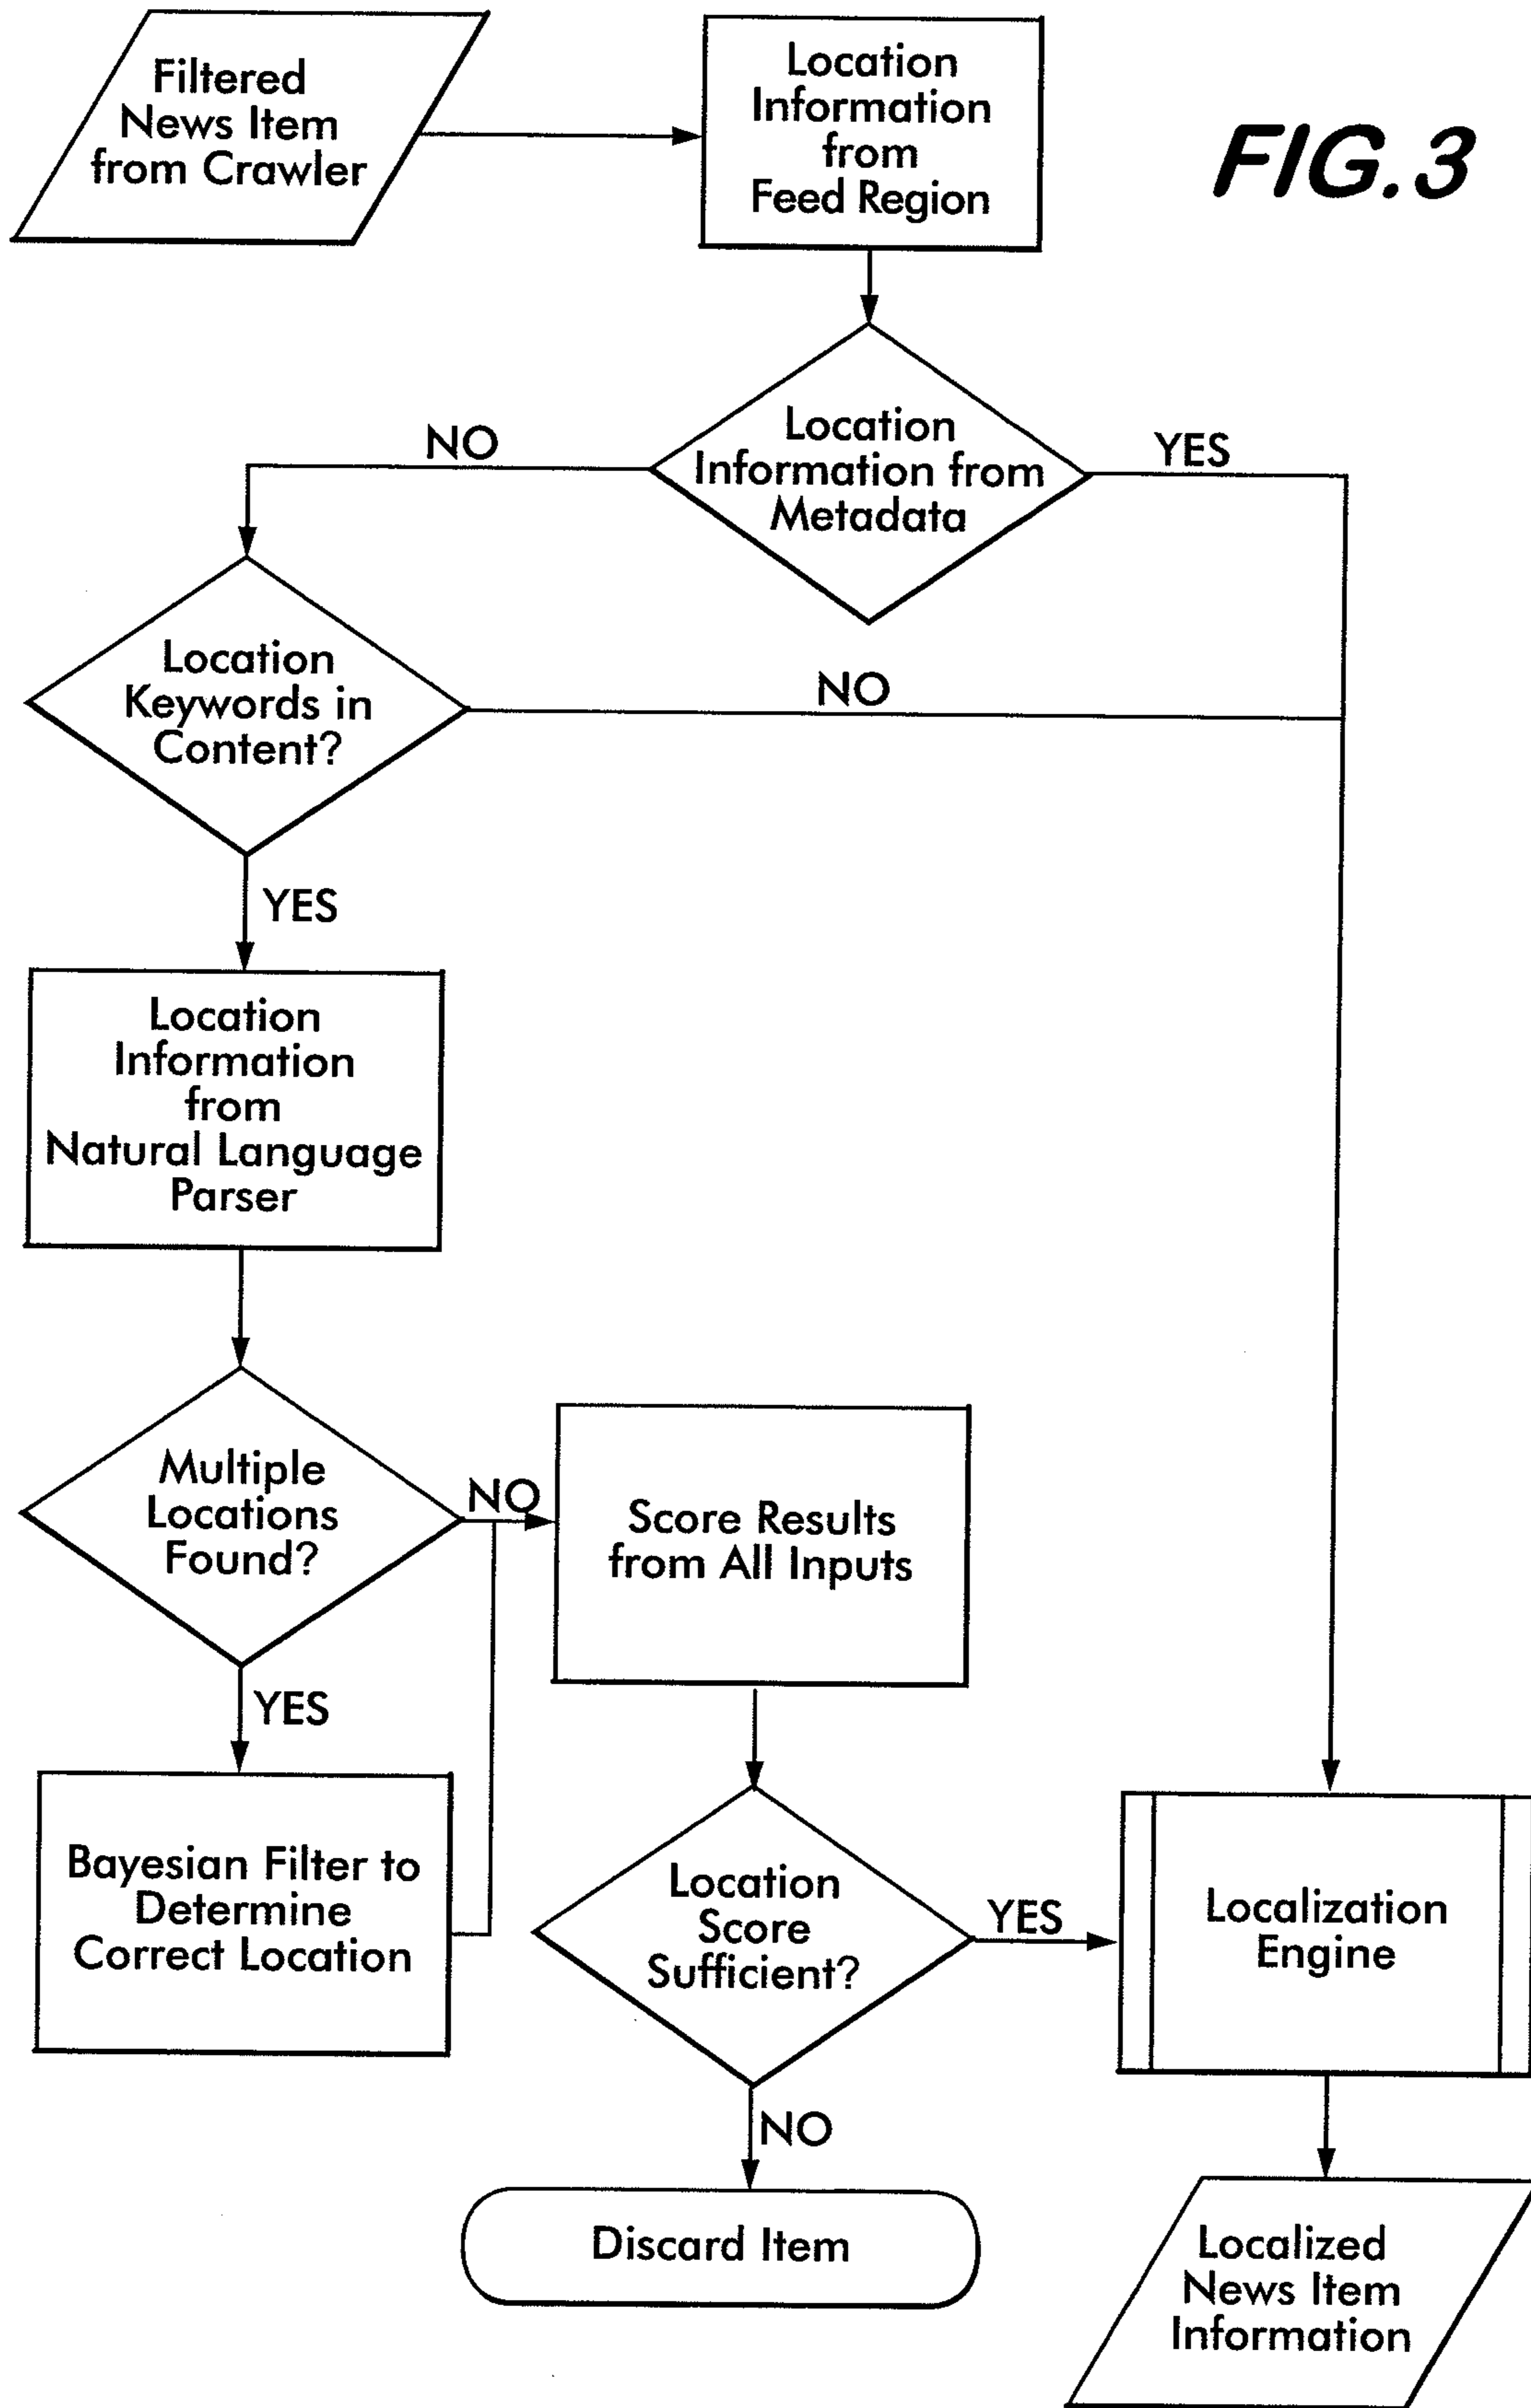 Filtered
News Item
from Crawler
Location
Information
from
Feed Region
FIG.3
Location
Information from
Metadata
NO
YES
Location
Keywords in
Content?
NO
YES
Location
Information
from
Natural Language
Parser
Multiple
Locations
Found?
NO
Score Results
from All Inputs
YES
Bayesian Filter to
Determine
Correct Location
Location
Score
Sufficient?
YES
Localization
Engine
NO
Discard Item
Localized
News Item
Information